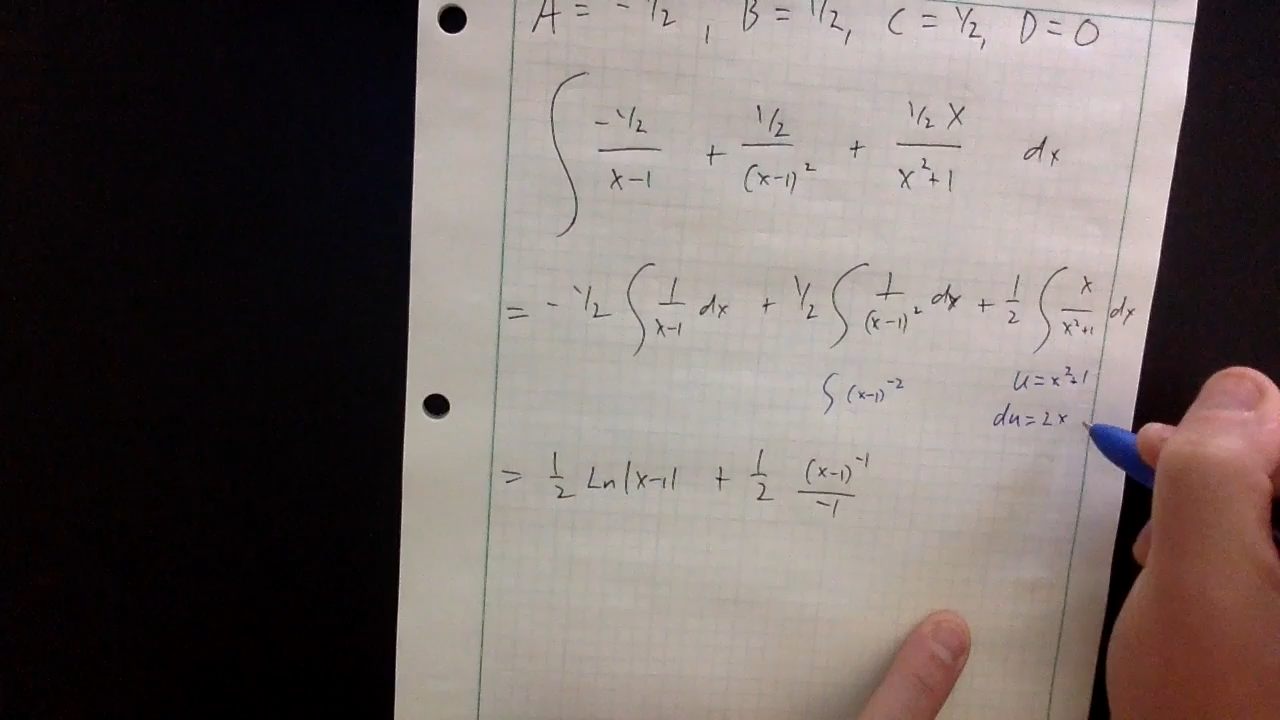 A = -1/2, B = 1/2, C = 1/2, D = 0
∫ (-1/2)/(x-1) + (1/2)/(x-1)² + (1/2 x)/(x²+1) dx
= -1/2 ∫ 1/(x-1) dx + 1/2 ∫ 1/(x-1)² dx + 1/2 ∫ x/(x²+1) dx
∫ (x-1)⁻² u = x²+1
du = 2x
= 1/2 Ln|x-1| + 1/2 (x-1)⁻¹/-1